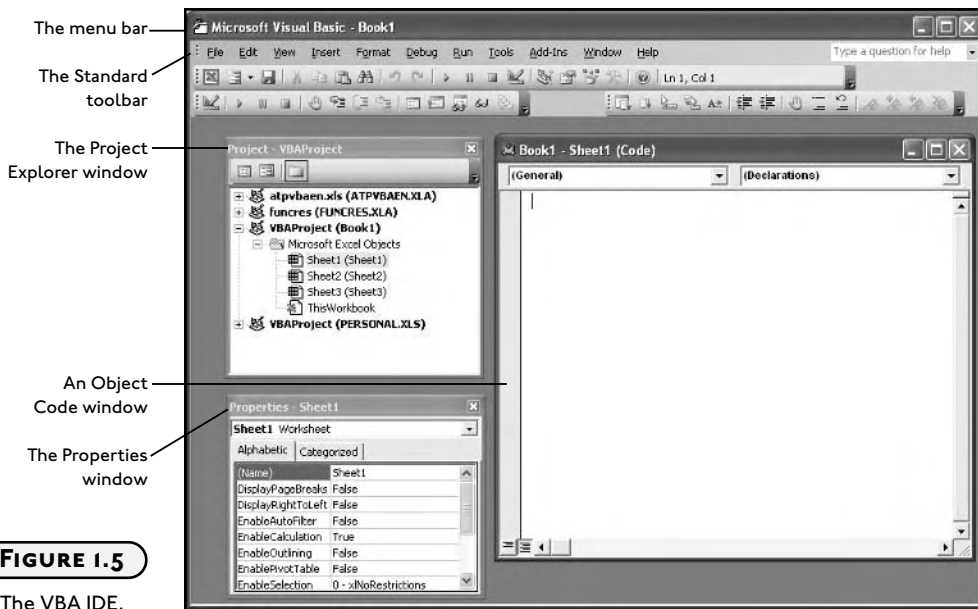 The menu bar
The Standard
toolbar
The Project
Explorer window
An Object
Code window
The Properties
window
FIGURE 1.5
The VBA IDE.
Microsoft Visual Basic - Book1
File Edit View Insert Format Debug Run Tools Add-Ins Window Help
Type a question for help
Ln 1, Col 1
Project - VBAProject
atpvbaen.xls (ATPVBAEN.XLA)
funcres (FUNCRES.XLA)
VBAProject (Book1)
Microsoft Excel Objects
Sheet1 (Sheet1)
Sheet2 (Sheet2)
Sheet3 (Sheet3)
ThisWorkbook
VBAProject (PERSONAL.XLS)
Properties - Sheet1
Sheet1 Worksheet
Alphabetic Categorized
(Name) Sheet1
DisplayPageBreaks False
DisplayRightToLeft False
EnableAutoFilter False
EnableCalculation True
EnableOutlining False
EnablePivotTable False
EnableSelection 0 - xlNoRestrictions
Book1 - Sheet1 (Code)
(General) (Declarations)